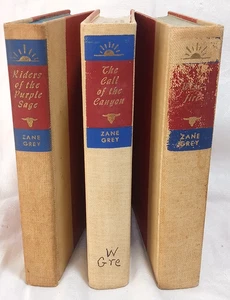 Riders
of the
Purple
Sage
ZANE
GREY
The
Call
of the
Canyon
ZANE
GREY
W
Gre
ZANE
GREY